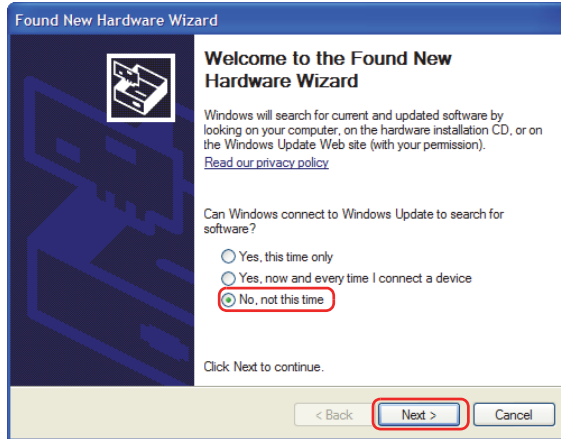 Found New Hardware Wizard
Welcome to the Found New
Hardware Wizard
Windows will search for current and updated software by
looking on your computer, on the hardware installation CD, or on
the Windows Update Web site (with your permission).
Read our privacy policy
Can Windows connect to Windows Update to search for
software?
Yes, this time only
Yes, now and every time I connect a device
No, not this time
Click Next to continue.
< Back
Next >
Cancel